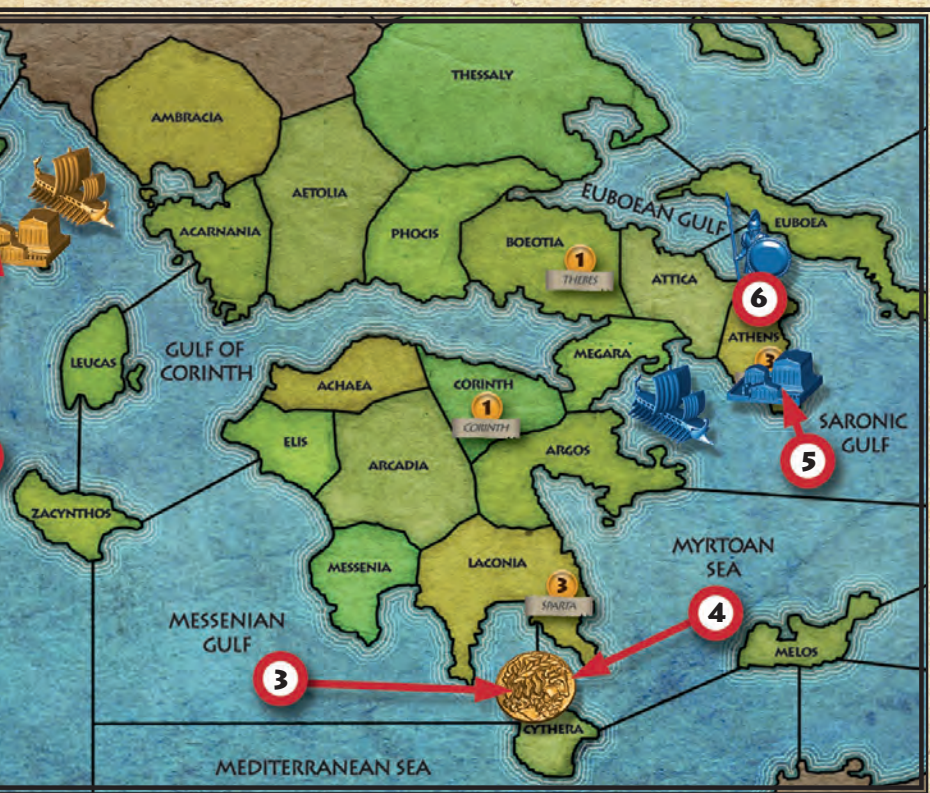 THESSALY
AMBRACIA
AETOLIA
EUBOEAN GULF
EUBOEA
ACARNANIA
PHOCIS
BOEOTIA
1
THEBES
ATTICA
6
ATHENS
3
LEUCAS
GULF OF
CORINTH
MEGARA
ACHAEA
CORINTH
1
CORINTH
SARONIC
GULF
5
ELIS
ARCADIA
ARGOS
ZACYNTHOS
MYRTOAN
SEA
MESSENIA
LACONIA
3
SPARTA
4
MESSENIAN
GULF
MELOS
3
CYTHERA
MEDITERRANEAN SEA